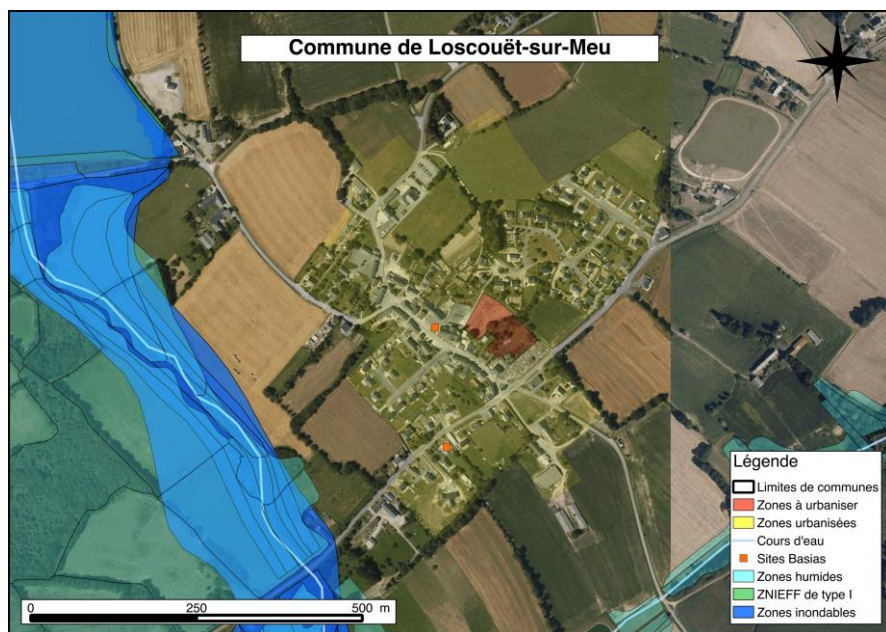 Commune de Loscouët-sur-Meu
Légende
Limites de communes
Zones à urbaniser
Zones urbanisées
Cours d'eau
Sites Basias
Zones humides
ZNIEFF de type I
Zones inondables
0 250 500 m